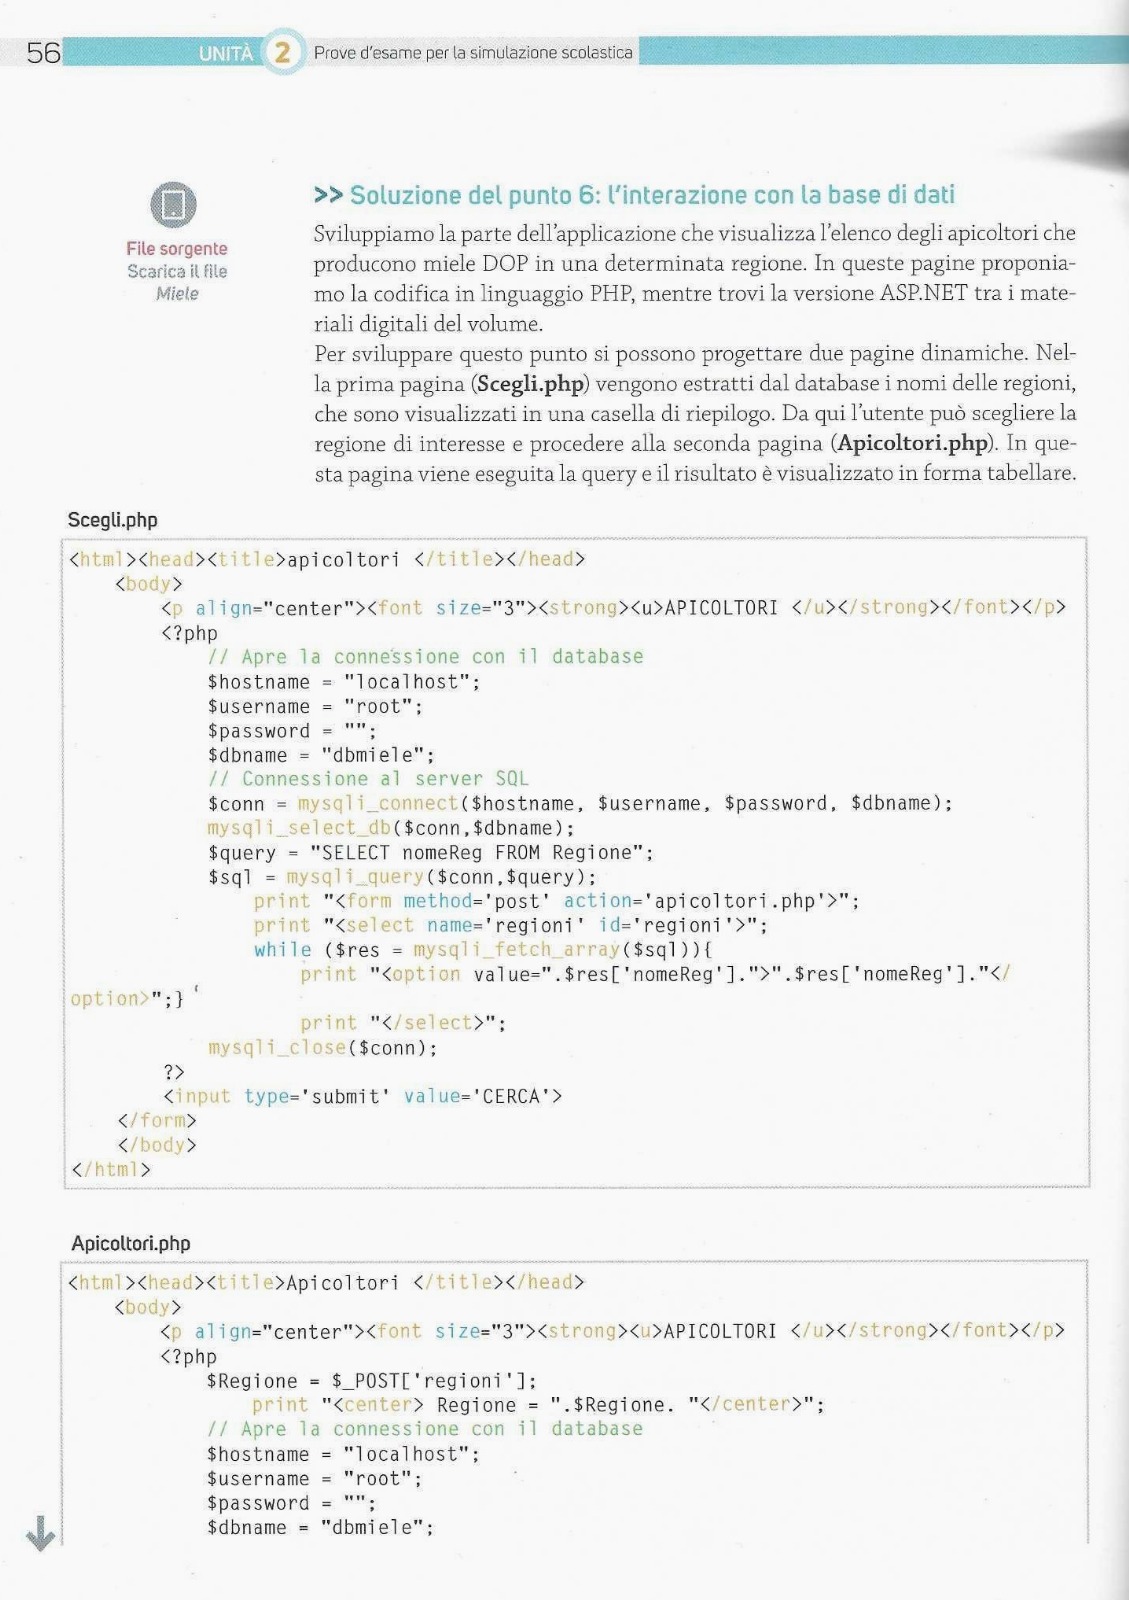 56 UNITÀ 2 Prove d'esame per la simulazione scolastica
File sorgente
Scarica il file
Miele
>> Soluzione del punto 6: l'interazione con la base di dati
Sviluppiamo la parte dell'applicazione che visualizza l'elenco degli apicoltori che
producono miele DOP in una determinata regione. In queste pagine proponia-
mo la codifica in linguaggio PHP, mentre trovi la versione ASP.NET tra i mate-
riali digitali del volume.
Per sviluppare questo punto si possono progettare due pagine dinamiche. Nel-
la prima pagina (Scegli.php) vengono estratti dal database i nomi delle regioni,
che sono visualizzati in una casella di riepilogo. Da qui l'utente può scegliere la
regione di interesse e procedere alla seconda pagina (Apicoltori.php). In que-
sta pagina viene eseguita la query e il risultato è visualizzato in forma tabellare.
Scegli.php
<html><head><title>apicoltori </title></head>
<body>
<p align="center"><font size="3"><strong><u>APICOLTORI </u></strong></font></p>
<?php
// Apre la connessione con il database
$hostname = "localhost";
$username = "root";
$password = "";
$dbname = "dbmiele";
// Connessione al server SQL
$conn = mysqli_connect($hostname, $username, $password, $dbname);
mysqli_select_db($conn,$dbname);
$query = "SELECT nomeReg FROM Regione";
$sql = mysqli_query($conn,$query);
print "<form method='post' action='apicoltori.php'>";
print "<select name='regioni' id='regioni'>";
while ($res = mysqli_fetch_array($sql)){
print "<option value=".$res['nomeReg'].">".$res['nomeReg']."</
option>";}
print "</select>";
mysqli_close($conn);
?>
<input type='submit' value='CERCA'>
</form>
</body>
</html>
Apicoltori.php
<html><head><title>Apicoltori </title></head>
<body>
<p align="center"><font size="3"><strong><u>APICOLTORI </u></strong></font></p>
<?php
$Regione = $_POST['regioni'];
print "<center> Regione = ".$Regione. "</center>";
// Apre la connessione con il database
$hostname = "localhost";
$username = "root";
$password = "";
$dbname = "dbmiele";